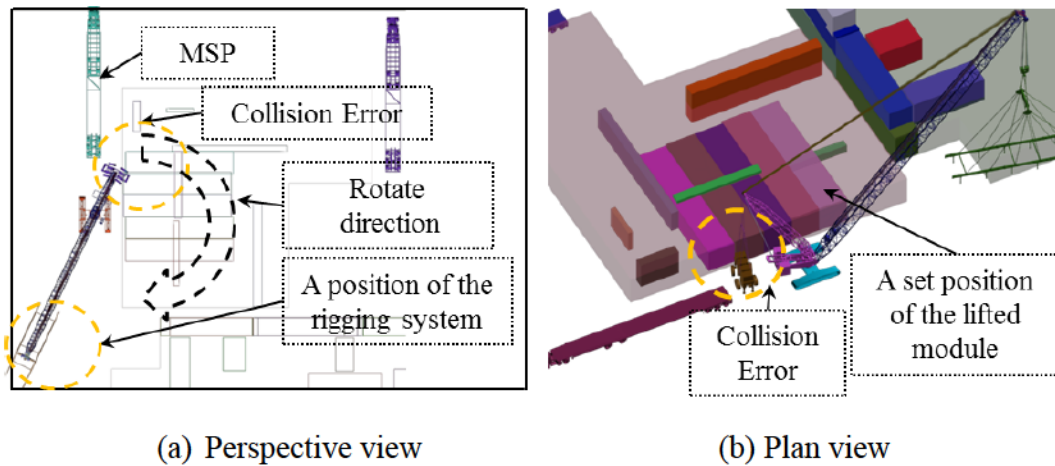 MSP
Collision Error
Rotate
direction
A position of the
rigging system
Collision
Error
A set position
of the lifted
module
(a) Perspective view
(b) Plan view